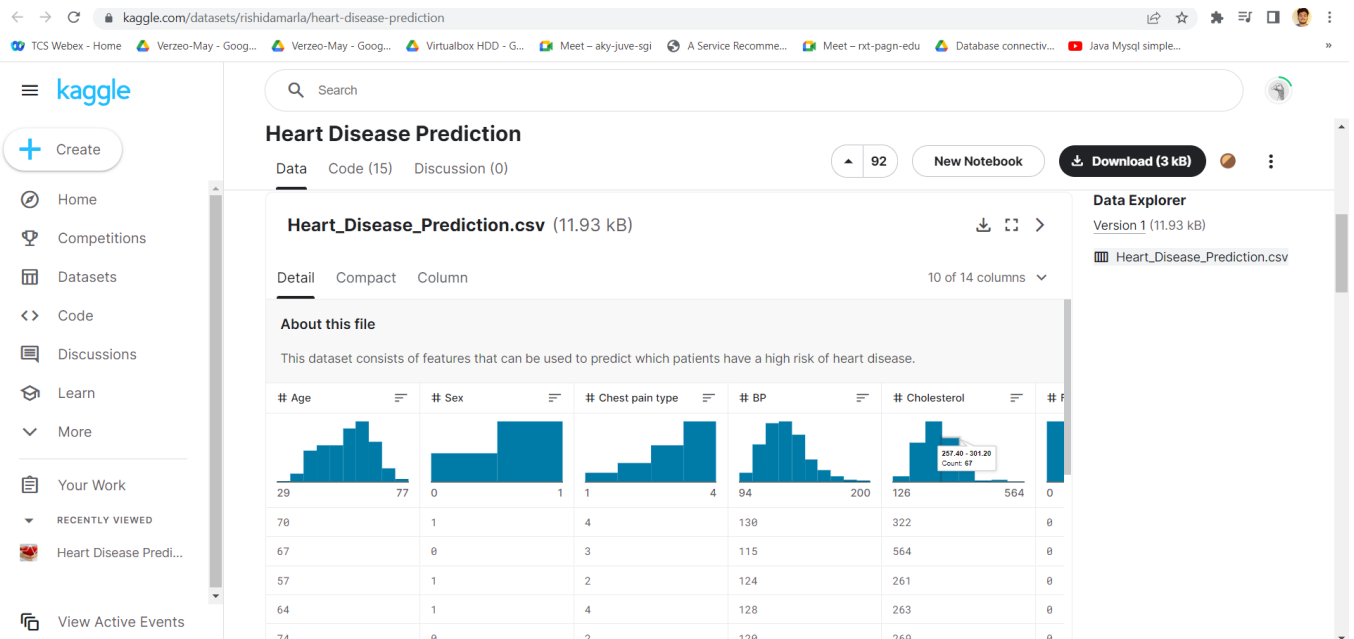 kaggle.com/datasets/rishidamarla/heart-disease-prediction
TCS Webex - Home Verzeo-May - Goog... Verzeo-May - Goog... Virtualbox HDD - G... Meet – aky-juve-sgi A Service Recomme... Meet – rxt-pagn-edu Database connectiv... Java Mysql simple... »
kaggle
Search
Create
Home
Competitions
Datasets
Code
Discussions
Learn
More
Your Work
RECENTLY VIEWED
Heart Disease Predi...
View Active Events
Heart Disease Prediction
Data Code (15) Discussion (0)
92 New Notebook Download (3 kB)
Heart_Disease_Prediction.csv (11.93 kB)
Detail Compact Column 10 of 14 columns
About this file
This dataset consists of features that can be used to predict which patients have a high risk of heart disease.
# Age # Sex # Chest pain type # BP # Cholesterol # F
257.40 - 301.20
Count: 67
29 77 0 1 1 4 94 200 126 564 0
70 1 4 130 322 0
67 0 3 115 564 0
57 1 2 124 261 0
64 1 4 128 263 0
74 0 2 120 269 0
Data Explorer
Version 1 (11.93 kB)
Heart_Disease_Prediction.csv